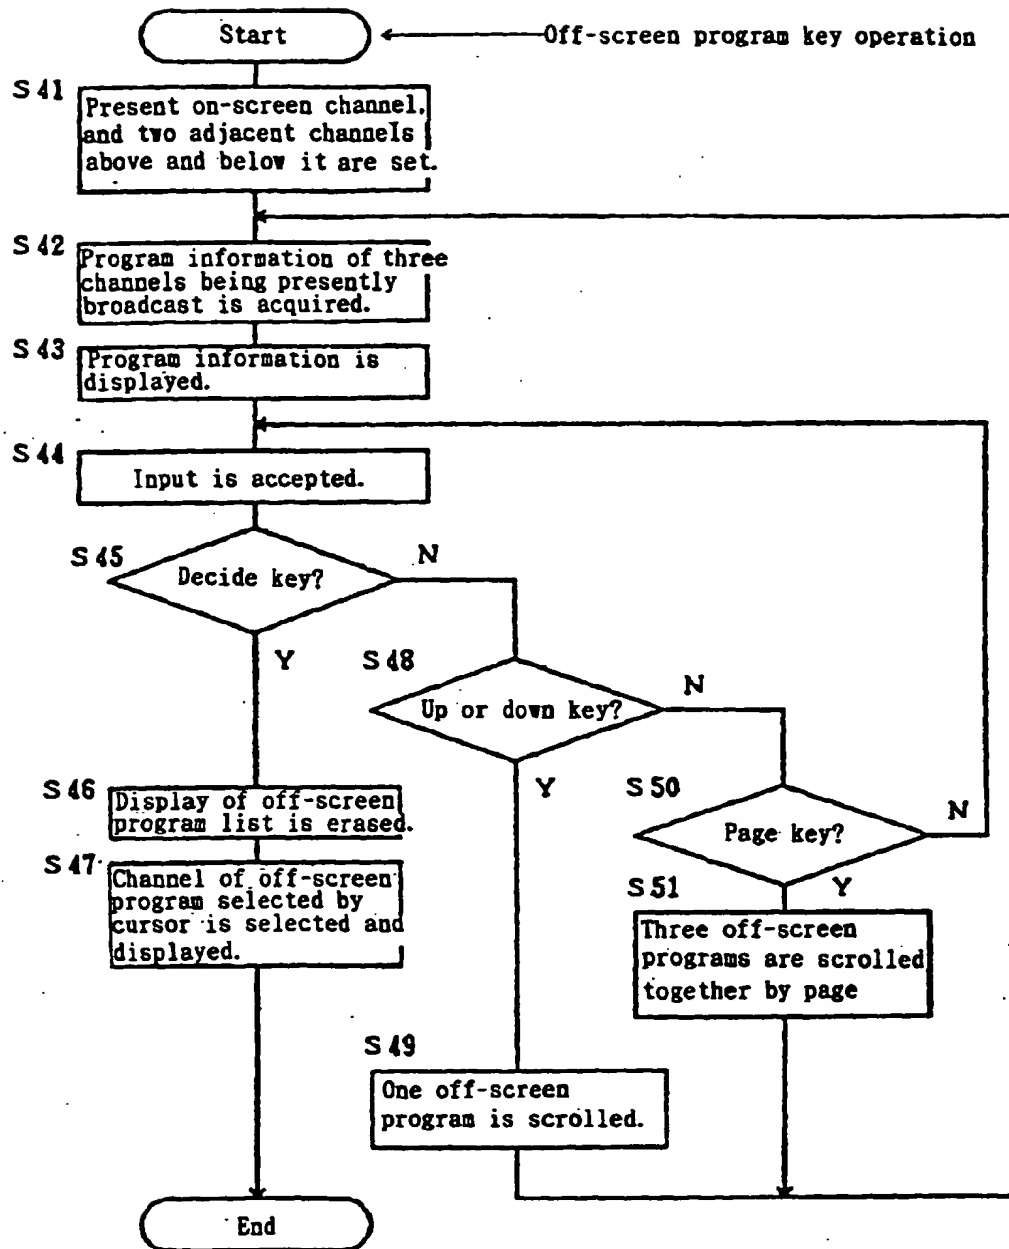 Start
Off-screen program key operation
S41
Present on-screen channel,
and two adjacent channels
above and below it are set.
S42
Program information of three
channels being presently
broadcast is acquired.
S43
Program information is
displayed.
S44
Input is accepted.
S45
Decide key?
N
Y
S48
Up or down key?
N
Y
S46
Display of off-screen
program list is erased.
S50
Page key?
N
Y
S47
Channel of off-screen
program selected by
cursor is selected and
displayed.
S51
Three off-screen
programs are scrolled
together by page
S49
One off-screen
program is scrolled.
End